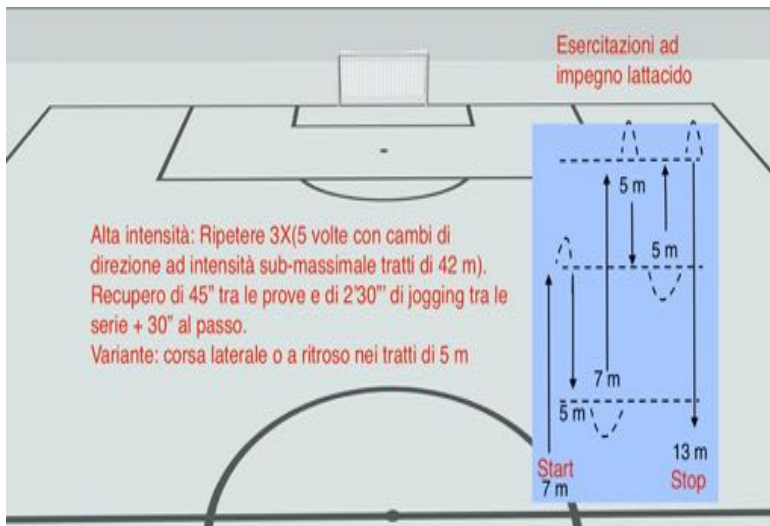 Esercitazioni ad
impegno lattacido
Alta intensità: Ripetere 3X(5 volte con cambi di
direzione ad intensità sub-massimale tratti di 42 m).
Recupero di 45" tra le prove e di 2'30"' di jogging tra le
serie + 30" al passo.
Variante: corsa laterale o a ritroso nei tratti di 5 m
5 m
5 m
7 m
5 m
13 m
Start
Stop
7 m